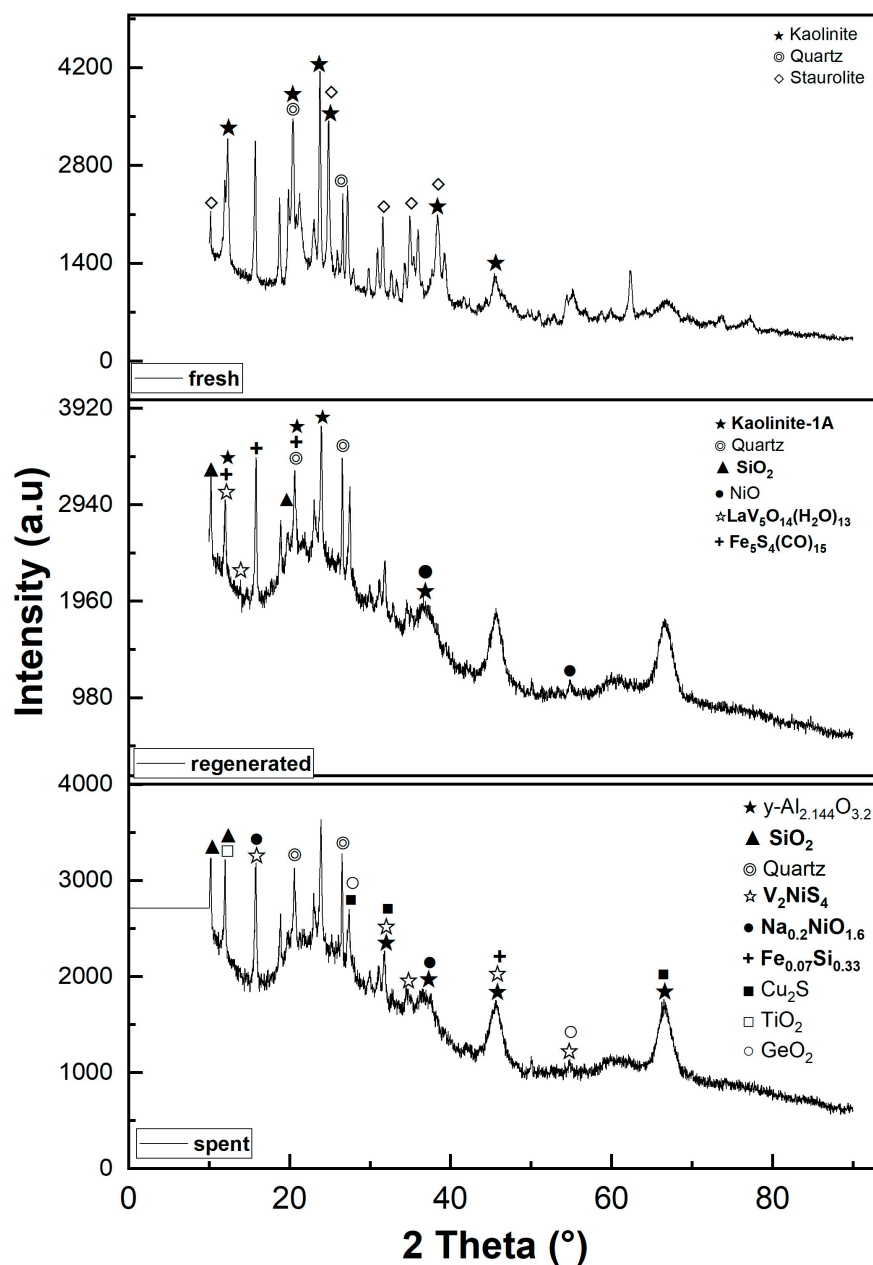 Intensity (a.u)
4200
2800
1400
0
★ Kaolinite
◎ Quartz
◇ Staurolite
fresh
3920
2940
1960
980
★ Kaolinite-1A
◎ Quartz
▲ SiO₂
● NiO
☆ LaV₅O₁₄(H₂O)₁₃
+ Fe₅S₄(CO)₁₅
regenerated
4000
3000
2000
1000
0
★ y-Al₂.₁₄₄O₃.₂
▲ SiO₂
◎ Quartz
☆ V₂NiS₄
● Na₀.₂NiO₁.₆
+ Fe₀.₀₇Si₀.₃₃
■ Cu₂S
□ TiO₂
○ GeO₂
spent
0 20 40 60 80
2 Theta (°)